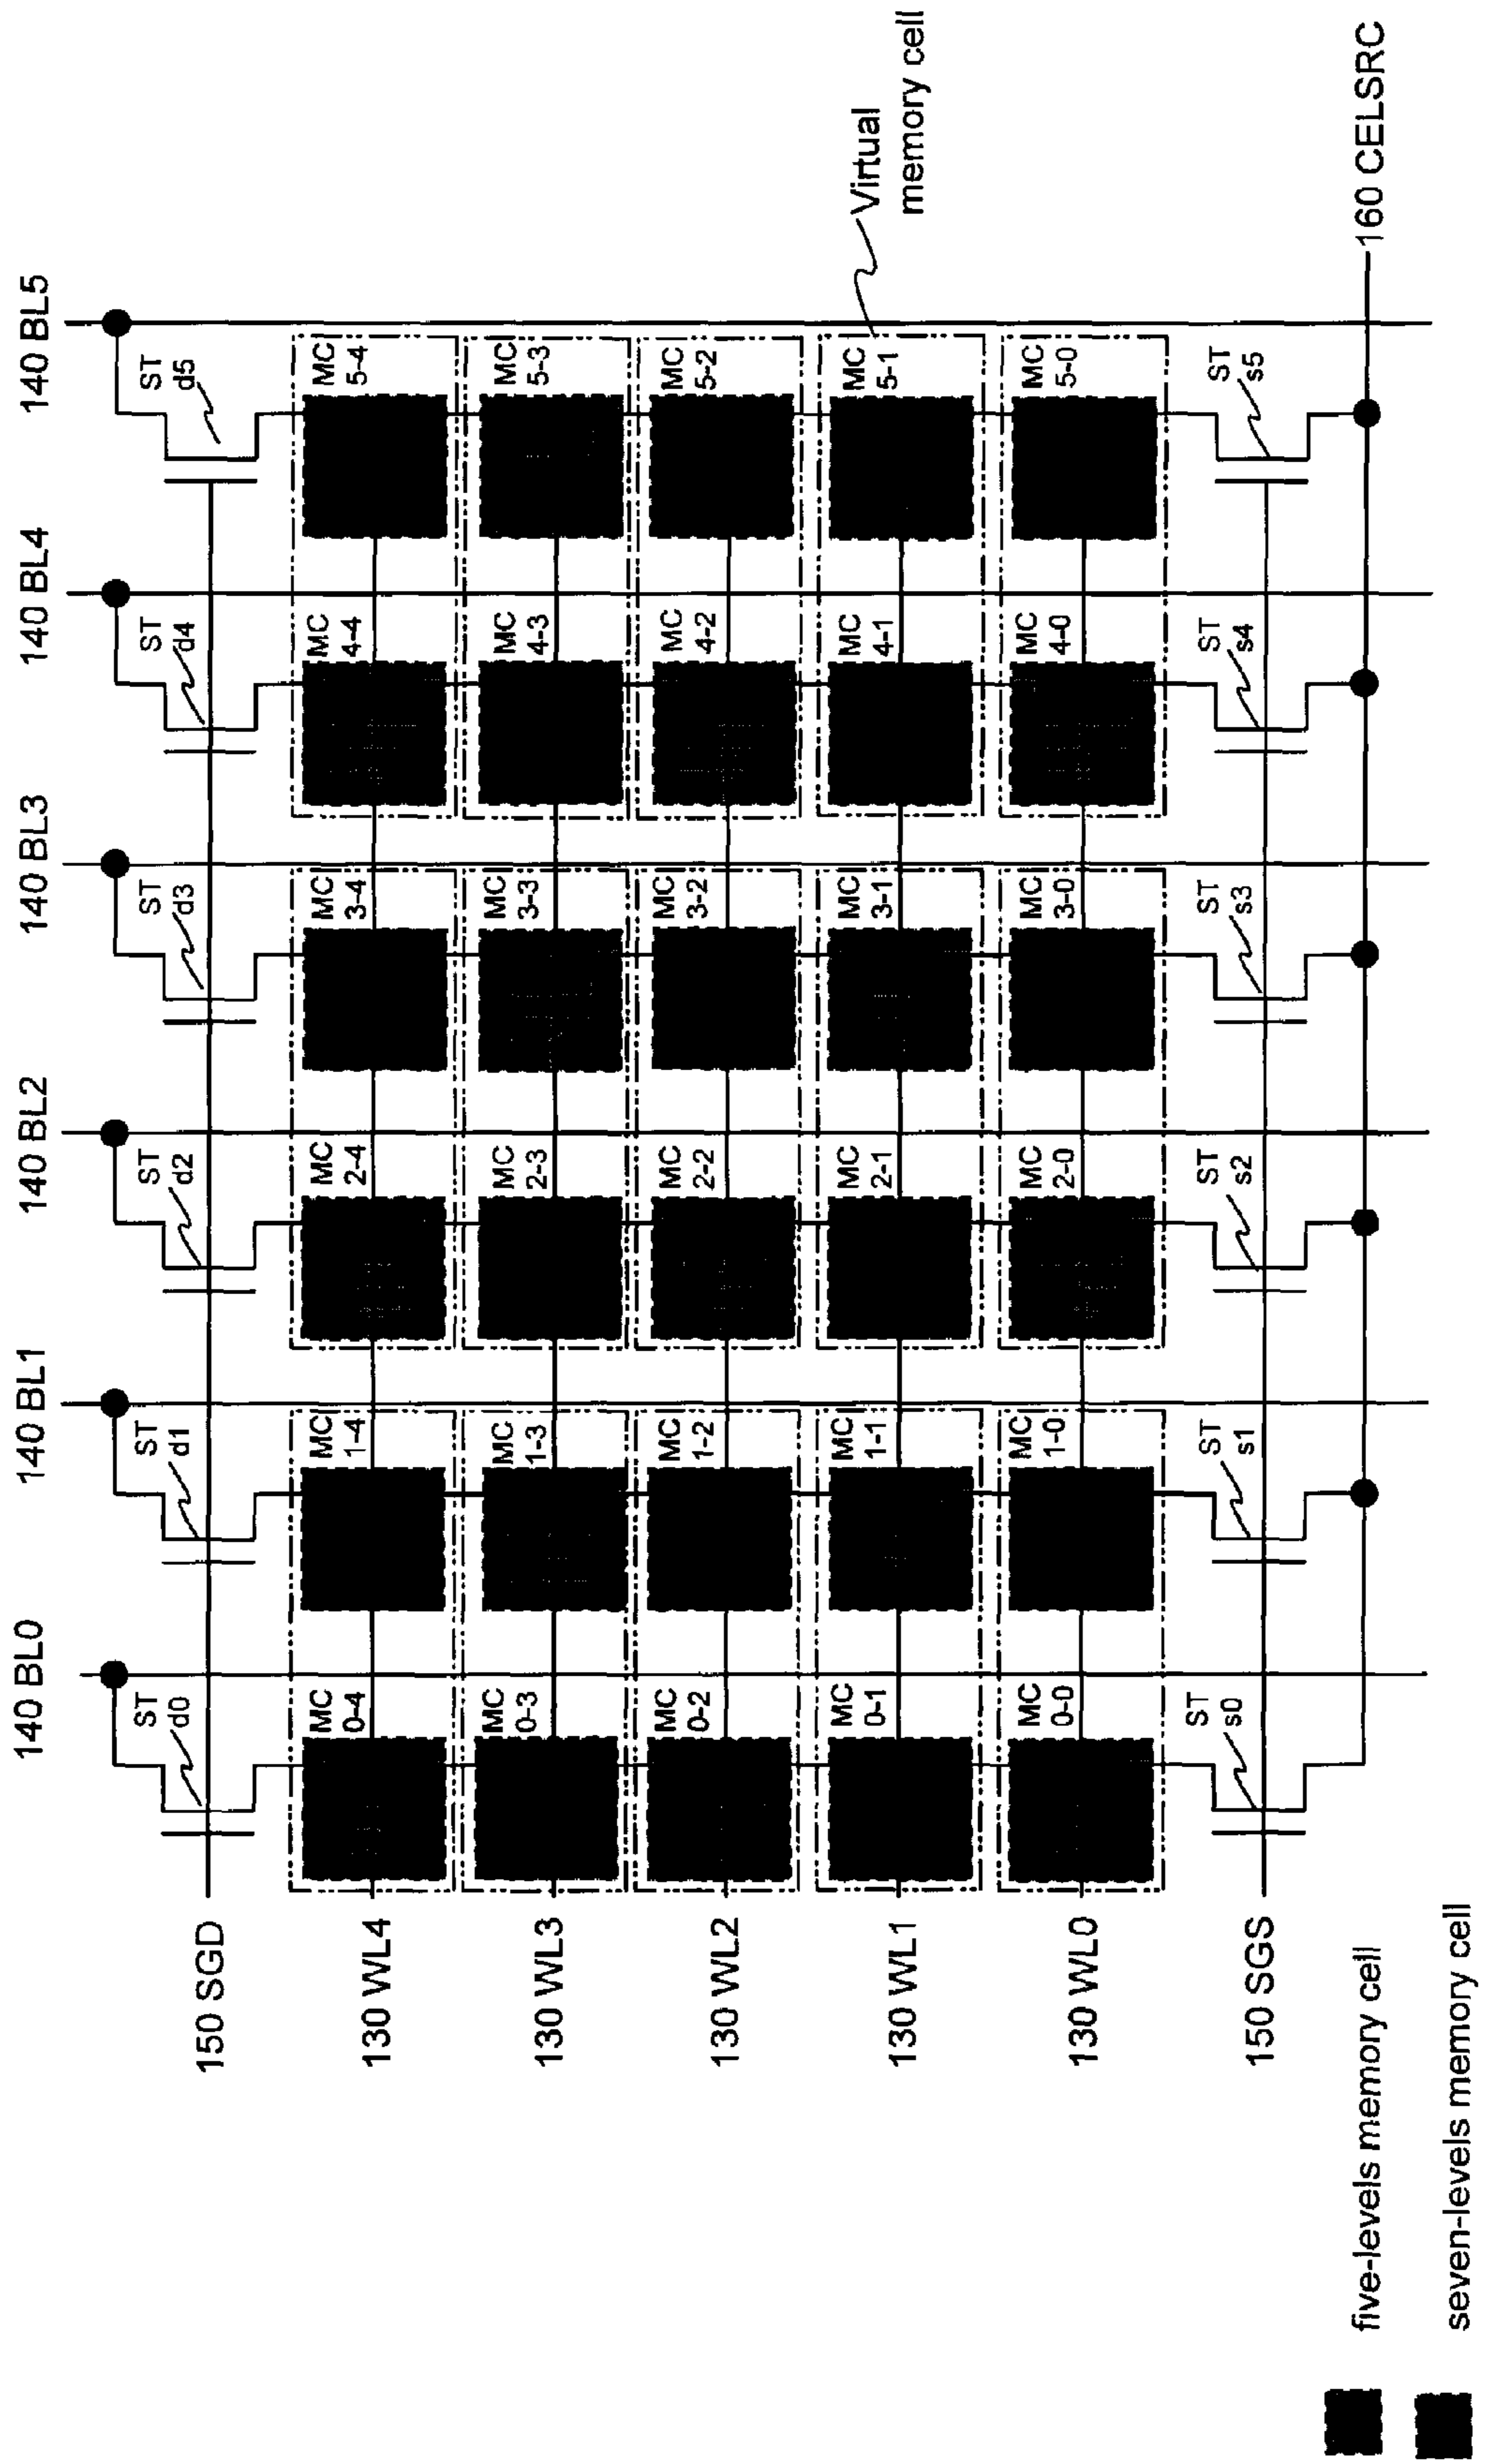 140 BL0
140 BL1
140 BL2
140 BL3
140 BL4
140 BL5
ST
d0
ST
d1
ST
d2
ST
d3
ST
d4
ST
d5
150 SGD
130 WL4
MC
0-4
MC
1-4
MC
2-4
MC
3-4
MC
4-4
MC
5-4
130 WL3
MC
0-3
MC
1-3
MC
2-3
MC
3-3
MC
4-3
MC
5-3
130 WL2
MC
0-2
MC
1-2
MC
2-2
MC
3-2
MC
4-2
MC
5-2
130 WL1
MC
0-1
MC
1-1
MC
2-1
MC
3-1
MC
4-1
MC
5-1
Virtual
memory cell
130 WL0
MC
0-0
MC
1-0
MC
2-0
MC
3-0
MC
4-0
MC
5-0
150 SGS
ST
s0
ST
s1
ST
s2
ST
s3
ST
s4
ST
s5
160 CELSRC
five-levels memory cell
seven-levels memory cell